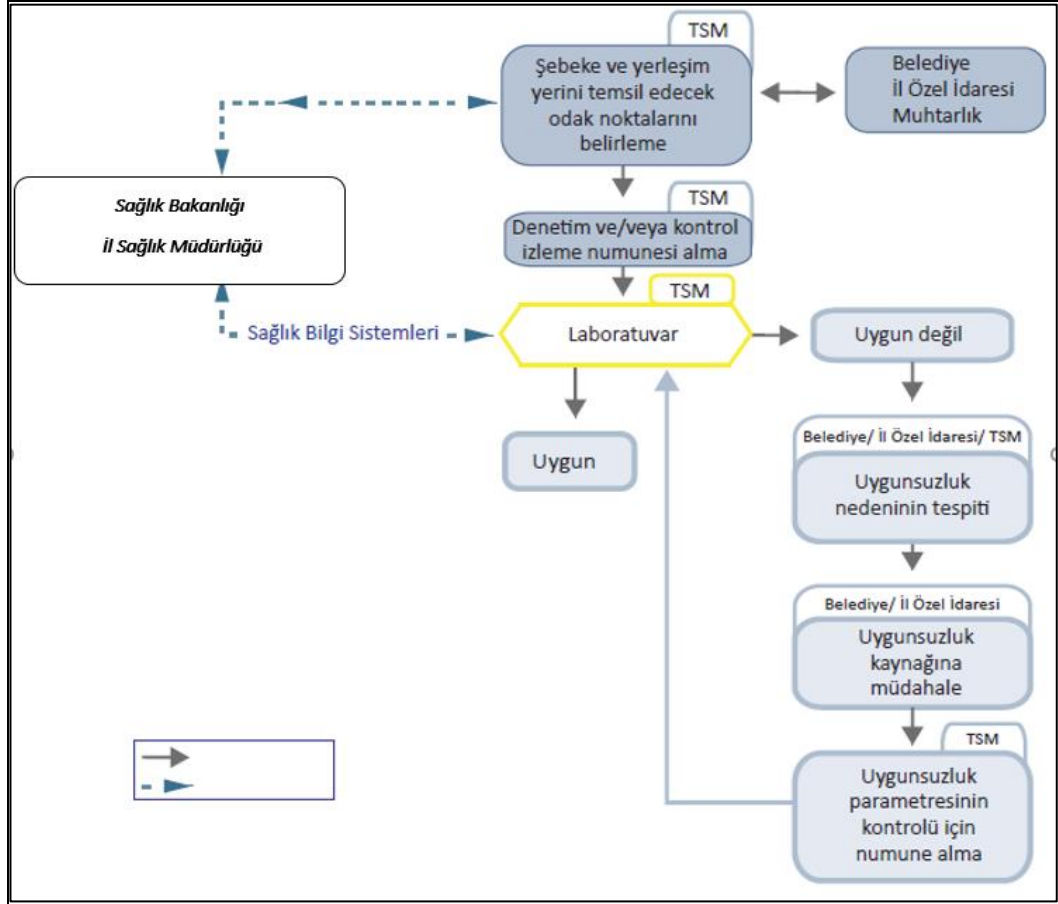 TSM
Şebeke ve yerleşim
yerini temsil edecek
odak noktalarını
belirleme
Belediye
İl Özel İdaresi
Muhtarlık
Sağlık Bakanlığı
İl Sağlık Müdürlüğü
TSM
Denetim ve/veya kontrol
izleme numunesi alma
TSM
Sağlık Bilgi Sistemleri
Laboratuvar
Uygun değil
Uygun
Belediye/ İl Özel İdaresi/ TSM
Uygunsuzluk
nedeninin tespiti
Belediye/ İl Özel İdaresi
Uygunsuzluk
kaynağına
müdahale
TSM
Uygunsuzluk
parametresinin
kontrolü için
numune alma